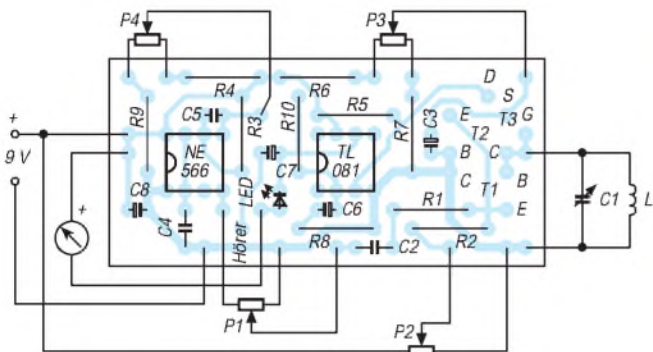 P4
P3
R4
R6
D
S
C5
R5
E
G
T3
R9
R3
R10
R7
C3
T2
+
NE
566
TL
081
B
C
9 V
C7
C
B
C1
L
C8
LED
C6
R1
T1
E
+
C4
Hörer
R8
C2
R2
P1
P2